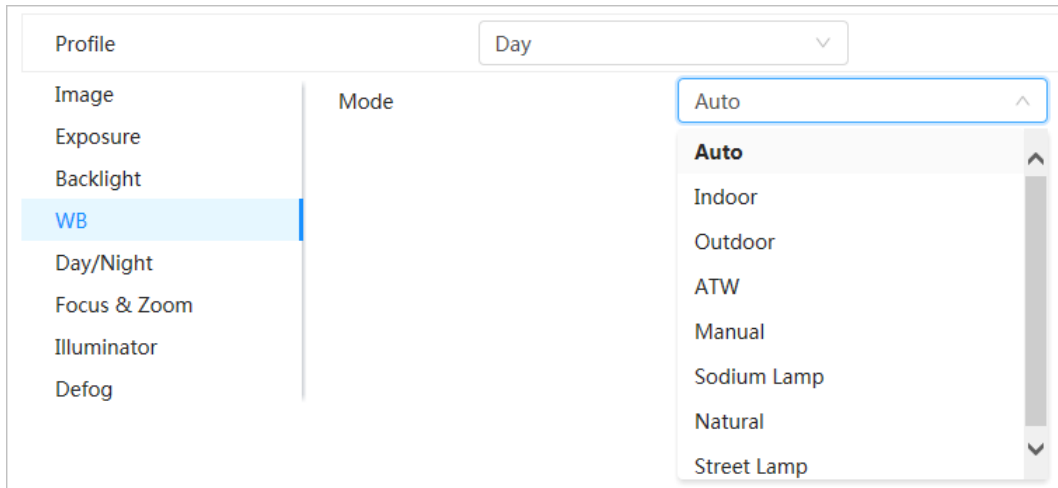 Profile
Day
Image
Mode
Auto
Exposure
Auto
Backlight
Indoor
WB
Outdoor
Day/Night
ATW
Focus & Zoom
Manual
Illuminator
Sodium Lamp
Defog
Natural
Street Lamp